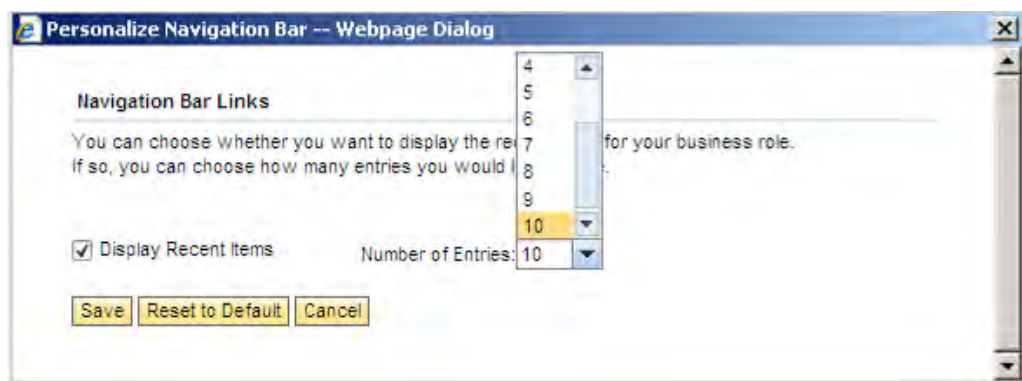 Personalize Navigation Bar -- Webpage Dialog
Navigation Bar Links
You can choose whether you want to display the re for your business role.
If so, you can choose how many entries you would
4
5
6
7
8
9
10
Display Recent Items Number of Entries: 10
Save Reset to Default Cancel